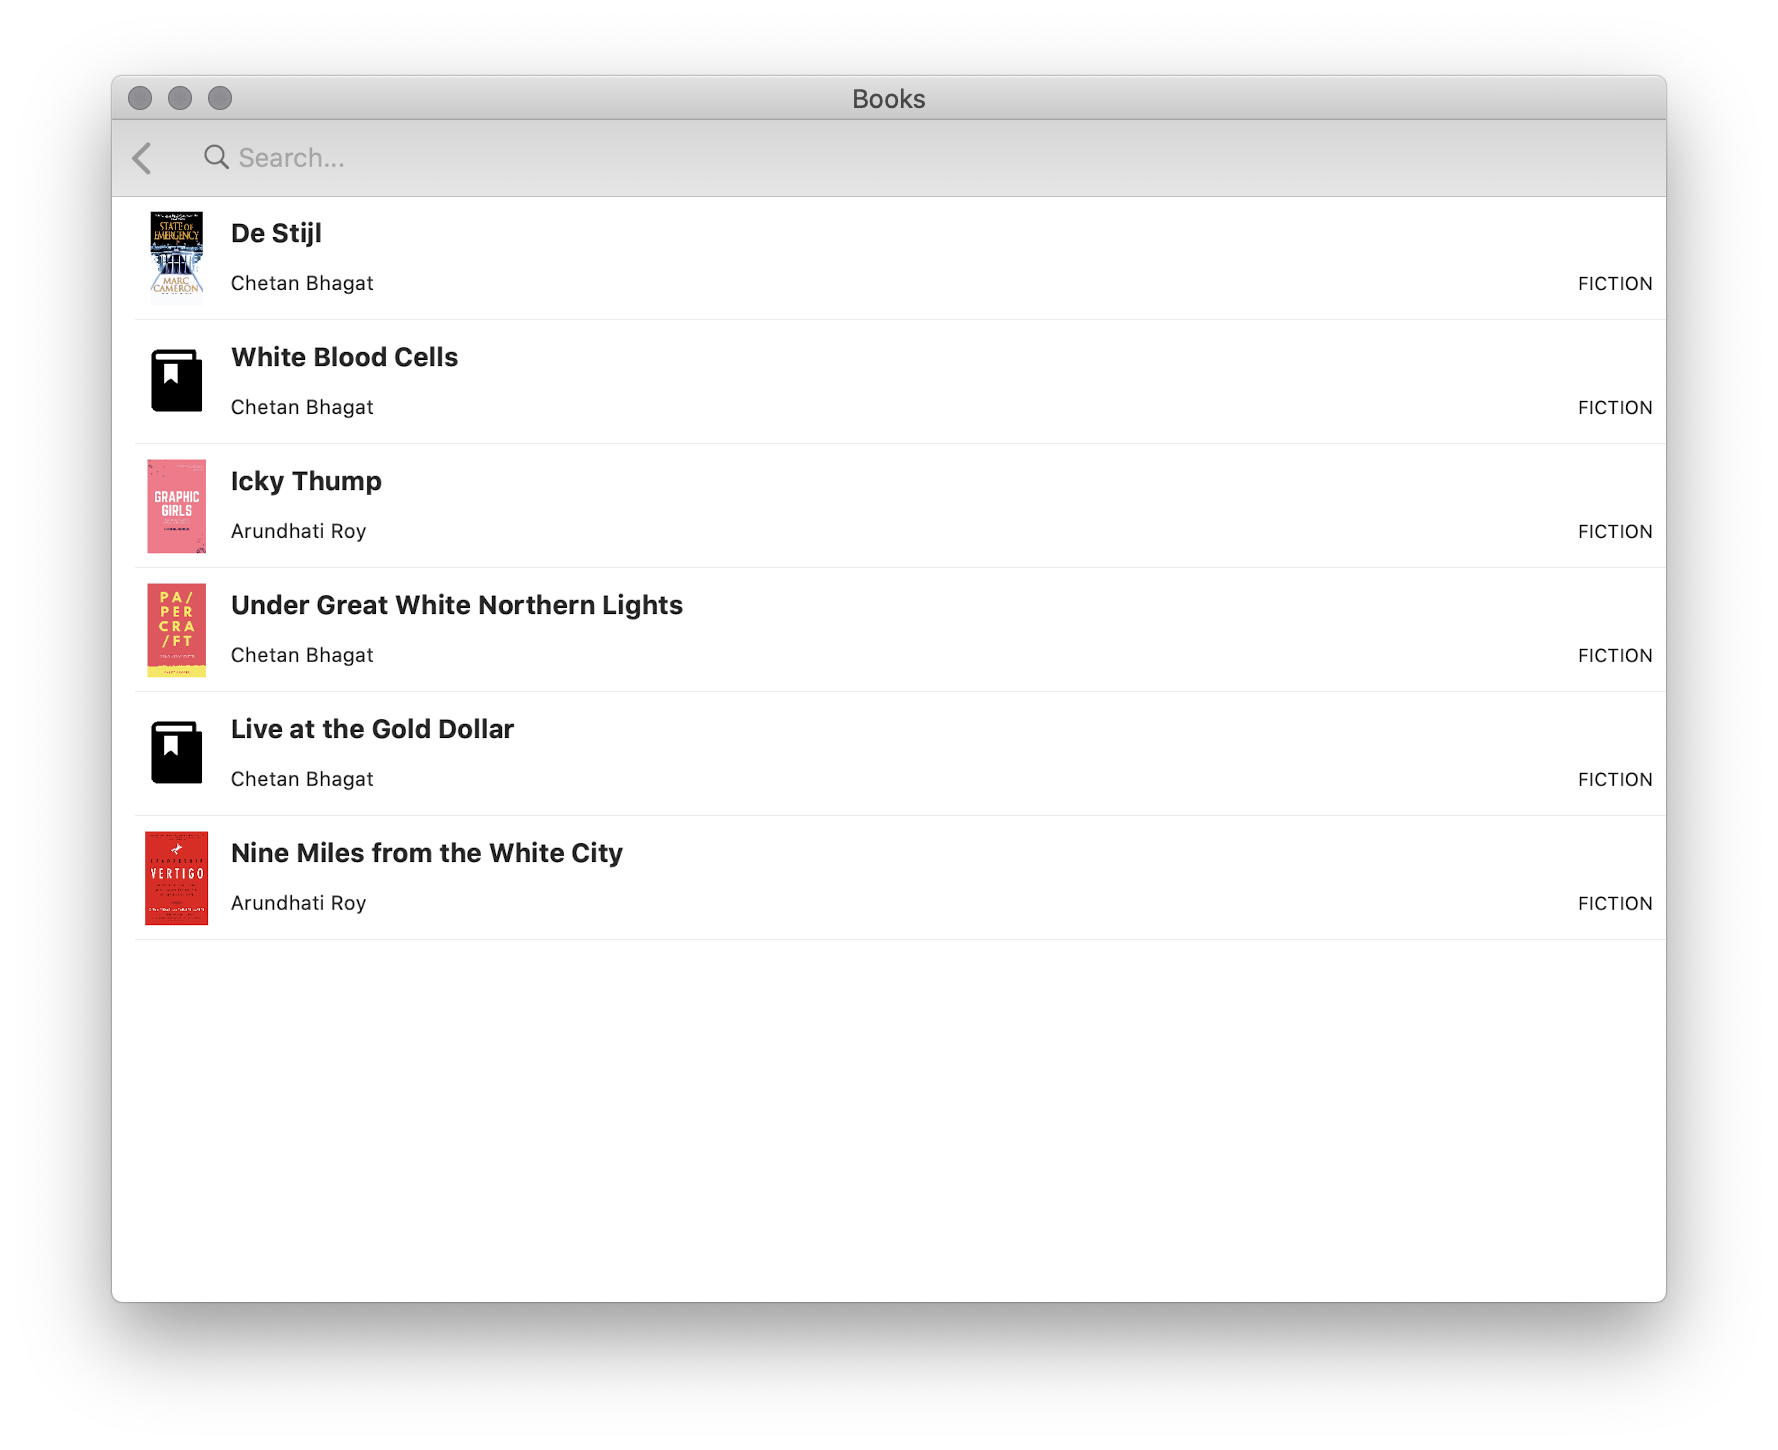 Books
Search...
STATE OF
EMERGENCY
MARC
CAMERON
De Stijl
Chetan Bhagat
FICTION
White Blood Cells
Chetan Bhagat
FICTION
GRAPHIC
GIRLS
Icky Thump
Arundhati Roy
FICTION
PA/
PER
CRA
/FT
Under Great White Northern Lights
Chetan Bhagat
FICTION
Live at the Gold Dollar
Chetan Bhagat
FICTION
LEADERSHIP
VERTIGO
Nine Miles from the White City
Arundhati Roy
FICTION